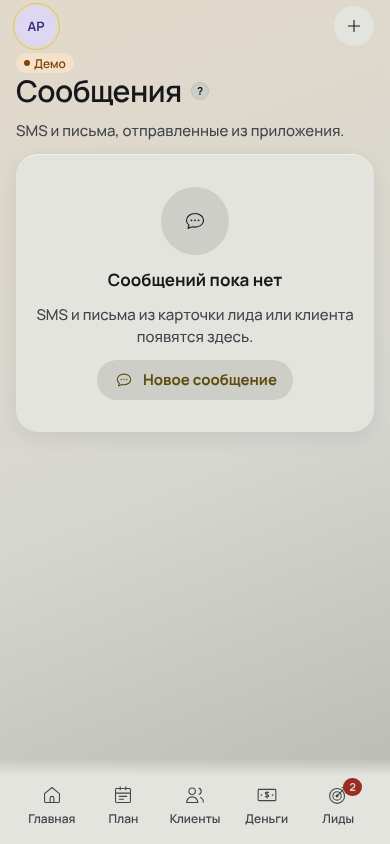 AP
Демо
Сообщения ?
SMS и письма, отправленные из приложения.
Сообщений пока нет
SMS и письма из карточки лида или клиента
появятся здесь.
Новое сообщение
2
Главная План Клиенты Деньги Лиды